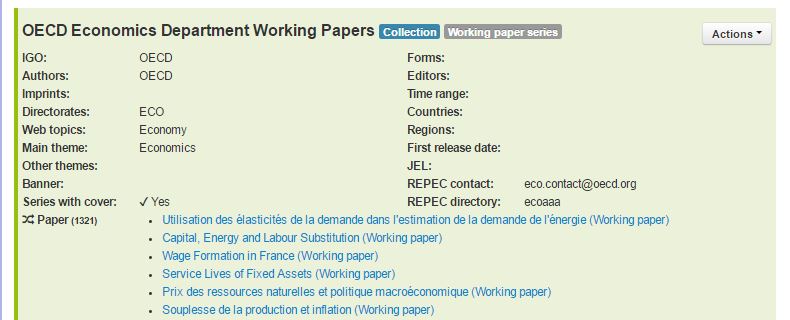 OECD Economics Department Working Papers Collection Working paper series
Actions
IGO: OECD Forms:
Authors: OECD Editors:
Imprints: Time range:
Directorates: ECO Countries:
Web topics: Economy Regions:
Main theme: Economics First release date:
Other themes: JEL:
Banner: REPEC contact: eco.contact@oecd.org
Series with cover: ✓ Yes REPEC directory: ecoaaa
Paper (1321) • Utilisation des élasticités de la demande dans l'estimation de la demande de l'énergie (Working paper)
• Capital, Energy and Labour Substitution (Working paper)
• Wage Formation in France (Working paper)
• Service Lives of Fixed Assets (Working paper)
• Prix des ressources naturelles et politique macroéconomique (Working paper)
• Souplesse de la production et inflation (Working paper)